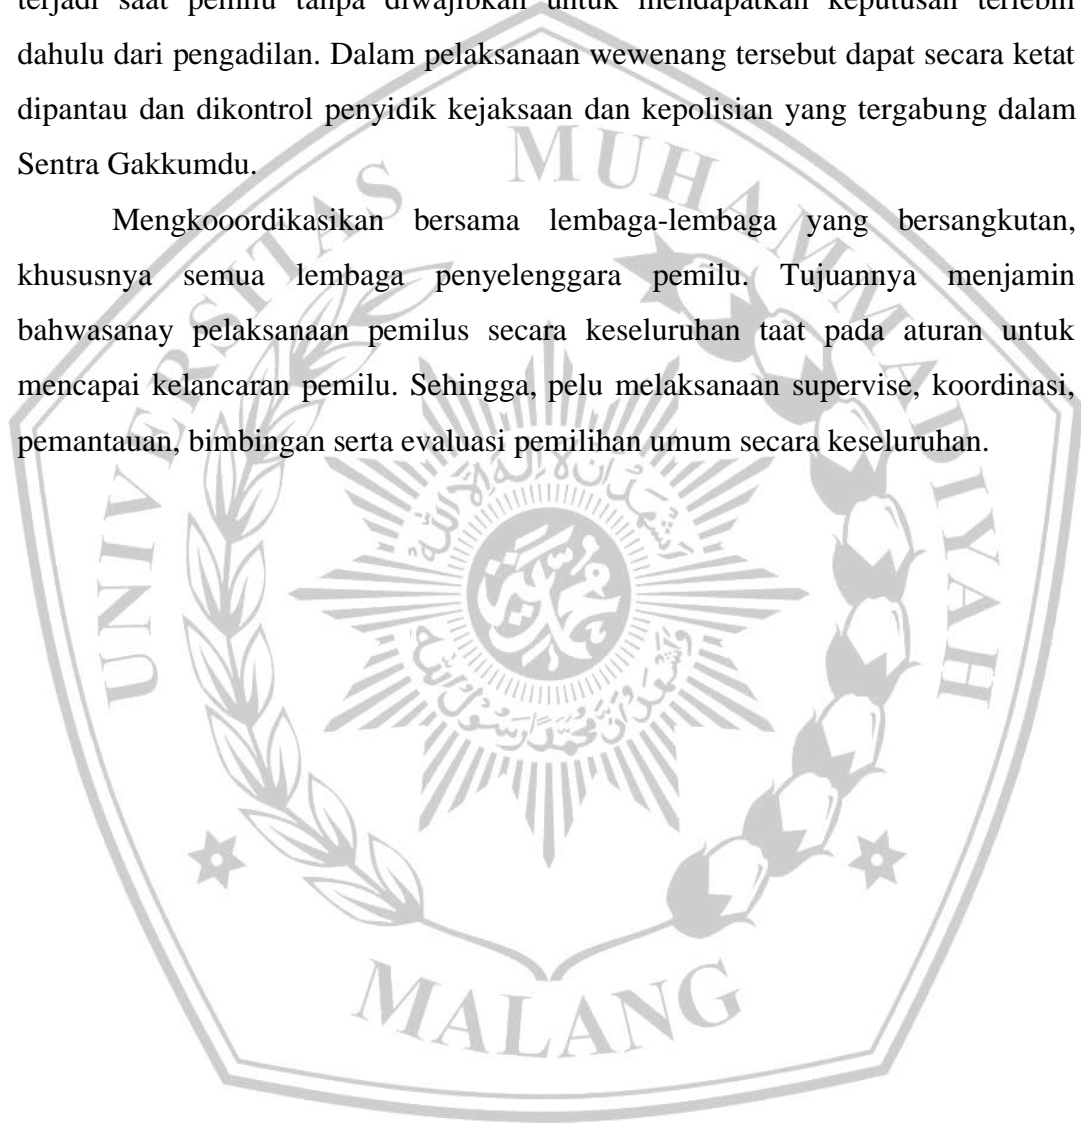 terjadi saat pemilu tanpa diwajibkan untuk mendapatkan keputusan terlebih
dahulu dari pengadilan. Dalam pelaksanaan wewenang tersebut dapat secara ketat
dipantau dan dikontrol penyidik kejaksaan dan kepolisian yang tergabung dalam
Sentra Gakkumdu.
Mengkooordikasikan bersama lembaga-lembaga yang bersangkutan,
khususnya semua lembaga penyelenggara pemilu. Tujuannya menjamin
bahwasanay pelaksanaan pemilus secara keseluruhan taat pada aturan untuk
mencapai kelancaran pemilu. Sehingga, pelu melaksanaan supervise, koordinasi,
pemantauan, bimbingan serta evaluasi pemilihan umum secara keseluruhan.
UNIVERSITAS MUHAMMADIYAH
MALANG